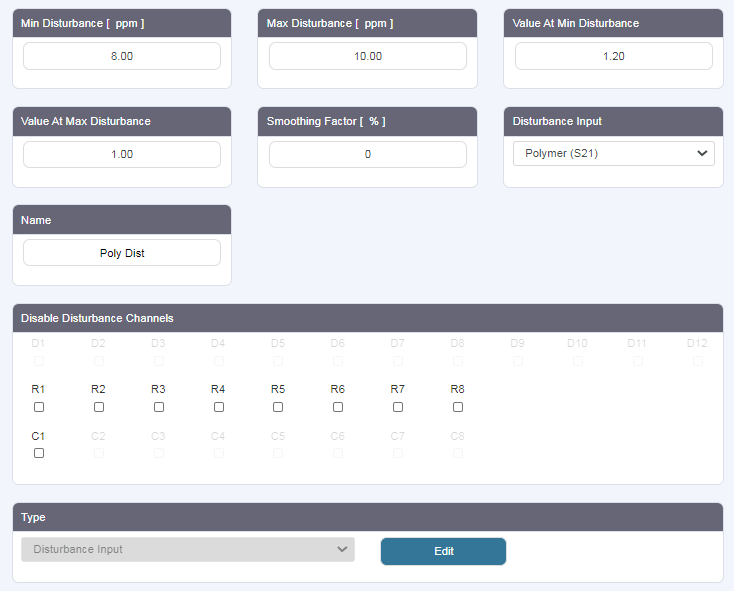 Min Disturbance [ ppm ] Max Disturbance [ ppm ] Value At Min Disturbance
8.00 10.00 1.20
Value At Max Disturbance Smoothing Factor [ % ] Disturbance Input
1.00 0 Polymer (S21)
Name
Poly Dist
Disable Disturbance Channels
D1 D2 D3 D4 D5 D6 D7 D8 D9 D10 D11 D12
R1 R2 R3 R4 R5 R6 R7 R8
C1 C2 C3 C4 C5 C6 C7 C8
Type
Disturbance Input Edit